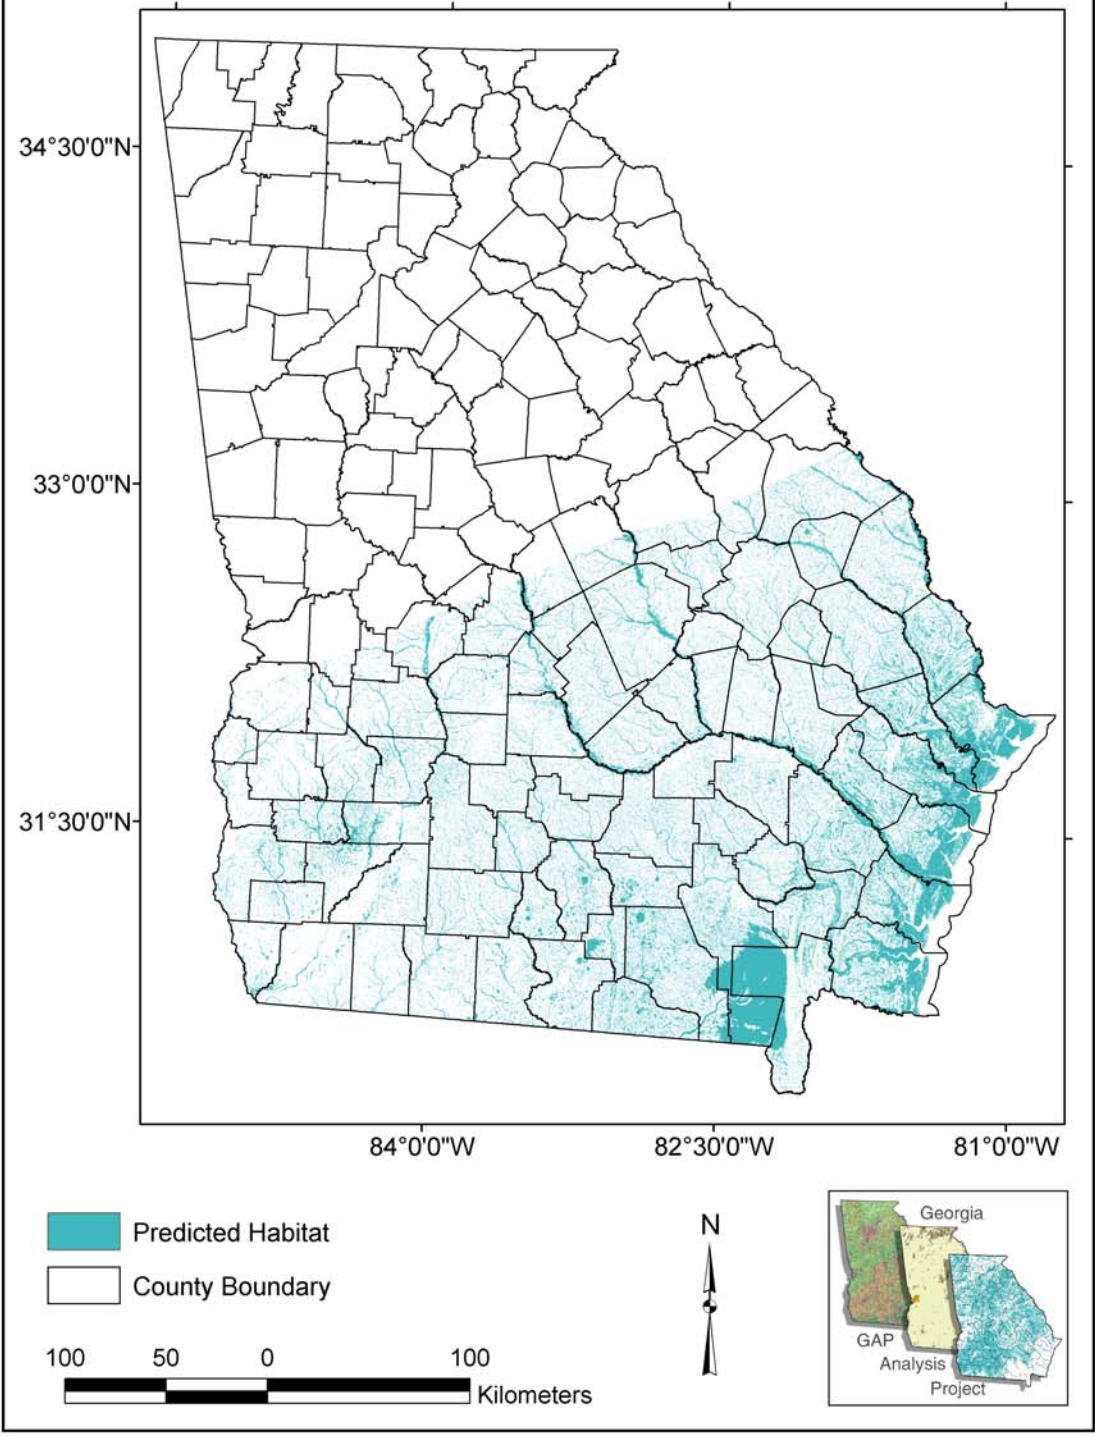 34°30'0"N
33°0'0"N
31°30'0"N
84°0'0"W 82°30'0"W 81°0'0"W
Predicted Habitat
County Boundary
100 50 0 100
Kilometers
N
Georgia
GAP
Analysis
Project